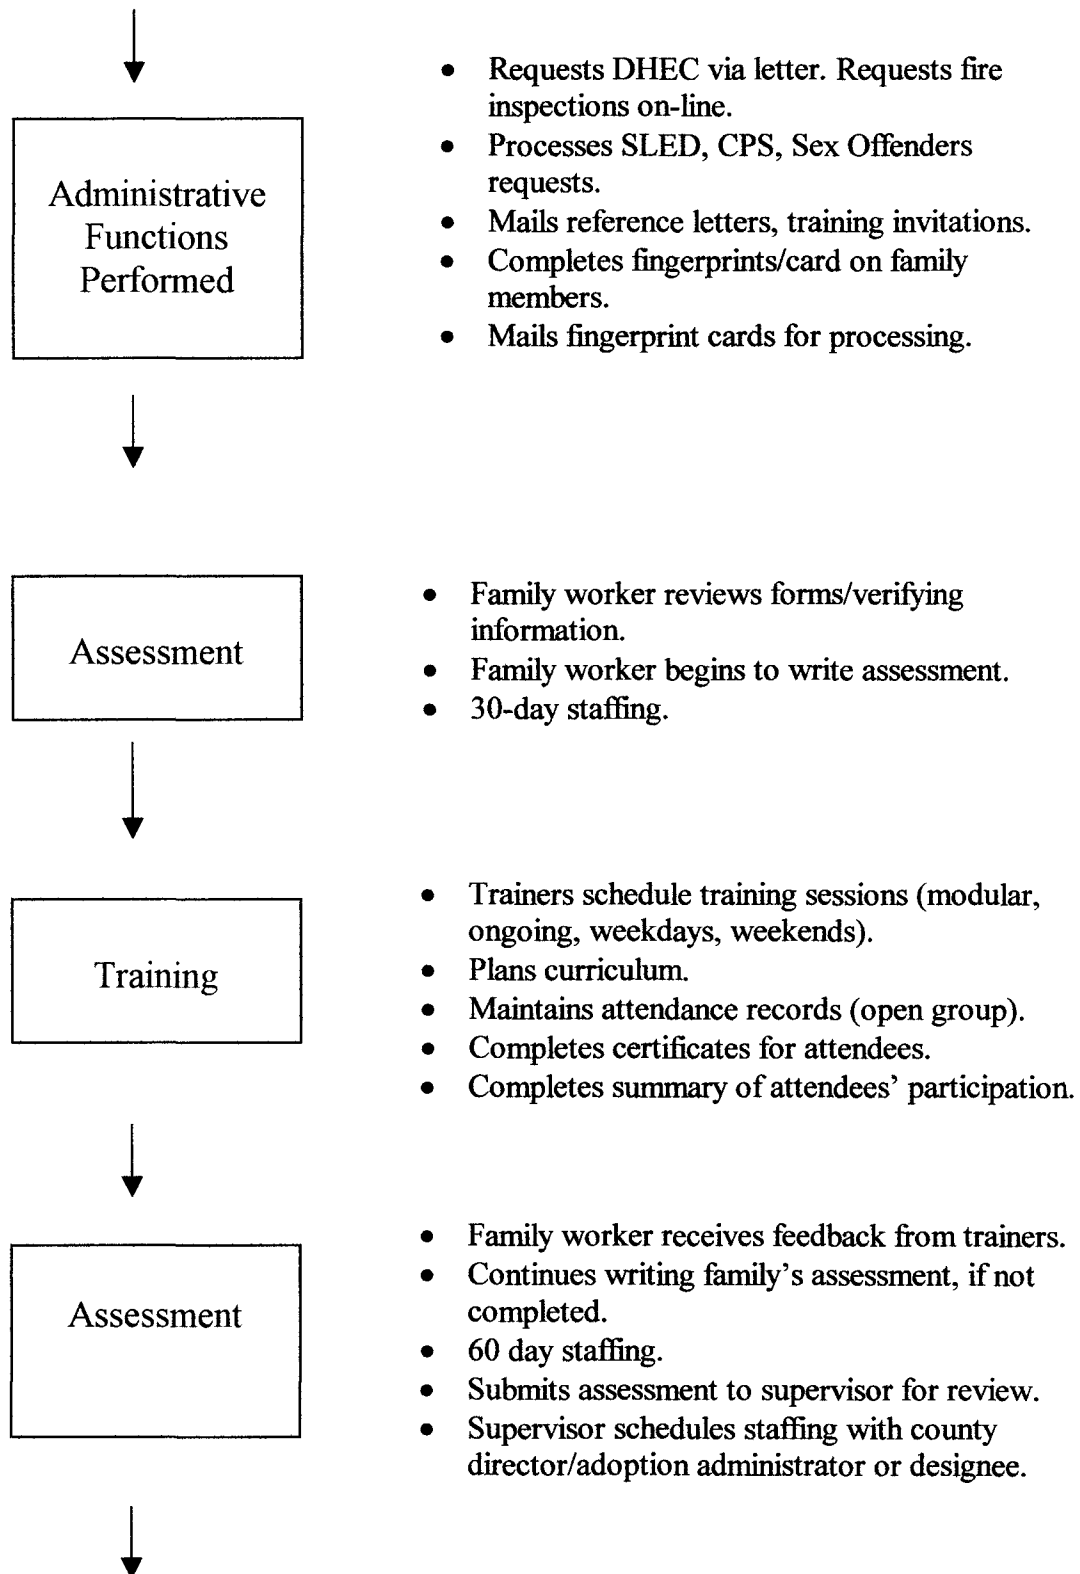 Administrative
Functions
Performed
• Requests DHEC via letter. Requests fire
inspections on-line.
• Processes SLED, CPS, Sex Offenders
requests.
• Mails reference letters, training invitations.
• Completes fingerprints/card on family
members.
• Mails fingerprint cards for processing.
Assessment
• Family worker reviews forms/verifying
information.
• Family worker begins to write assessment.
• 30-day staffing.
Training
• Trainers schedule training sessions (modular,
ongoing, weekdays, weekends).
• Plans curriculum.
• Maintains attendance records (open group).
• Completes certificates for attendees.
• Completes summary of attendees’ participation.
Assessment
• Family worker receives feedback from trainers.
• Continues writing family’s assessment, if not
completed.
• 60 day staffing.
• Submits assessment to supervisor for review.
• Supervisor schedules staffing with county
director/adoption administrator or designee.